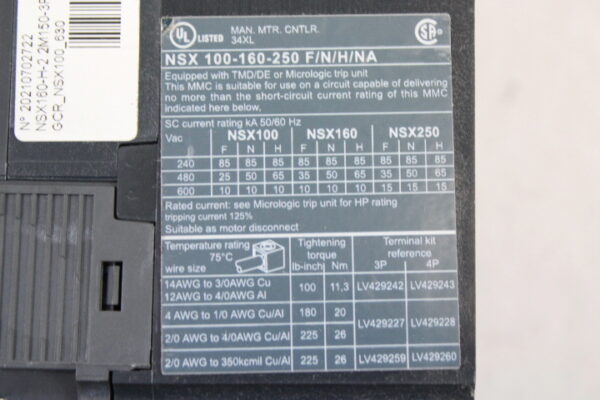 N° 20210702722
NSX160-H-2.2M150-3P
GCR_NSX100_630
UL LISTED MAN. MTR. CNTLR.
34XL
SA
NSX 100-160-250 F/N/H/NA
Equipped with TMD/DE or Micrologic trip unit
This MMC is suitable for use on a circuit capable of delivering
no more than the short-circuit current rating of this MMC
indicated here below.
SC current rating kA 50/60 Hz
Vac NSX100 NSX160 NSX250
F N H F N H F N H
240 85 85 85 85 85 85 85 85 85
480 25 50 65 35 50 65 35 50 65
600 10 10 10 10 10 10 15 15 15
Rated current: see Micrologic trip unit for HP rating
tripping current 125%
Suitable as motor disconnect
Temperature rating 75°C wire size
Tightening torque
lb-inch Nm
Terminal kit reference
3P 4P
14AWG to 3/0AWG Cu
12AWG to 4/0AWG Al
100 11,3 LV429242 LV429243
4 AWG to 1/0 AWG Cu/Al 180 20
LV429227 LV429228
2/0 AWG to 4/0AWG Cu/Al 225 26
2/0 AWG to 350kcmil Cu/Al 225 26 LV429259 LV429260